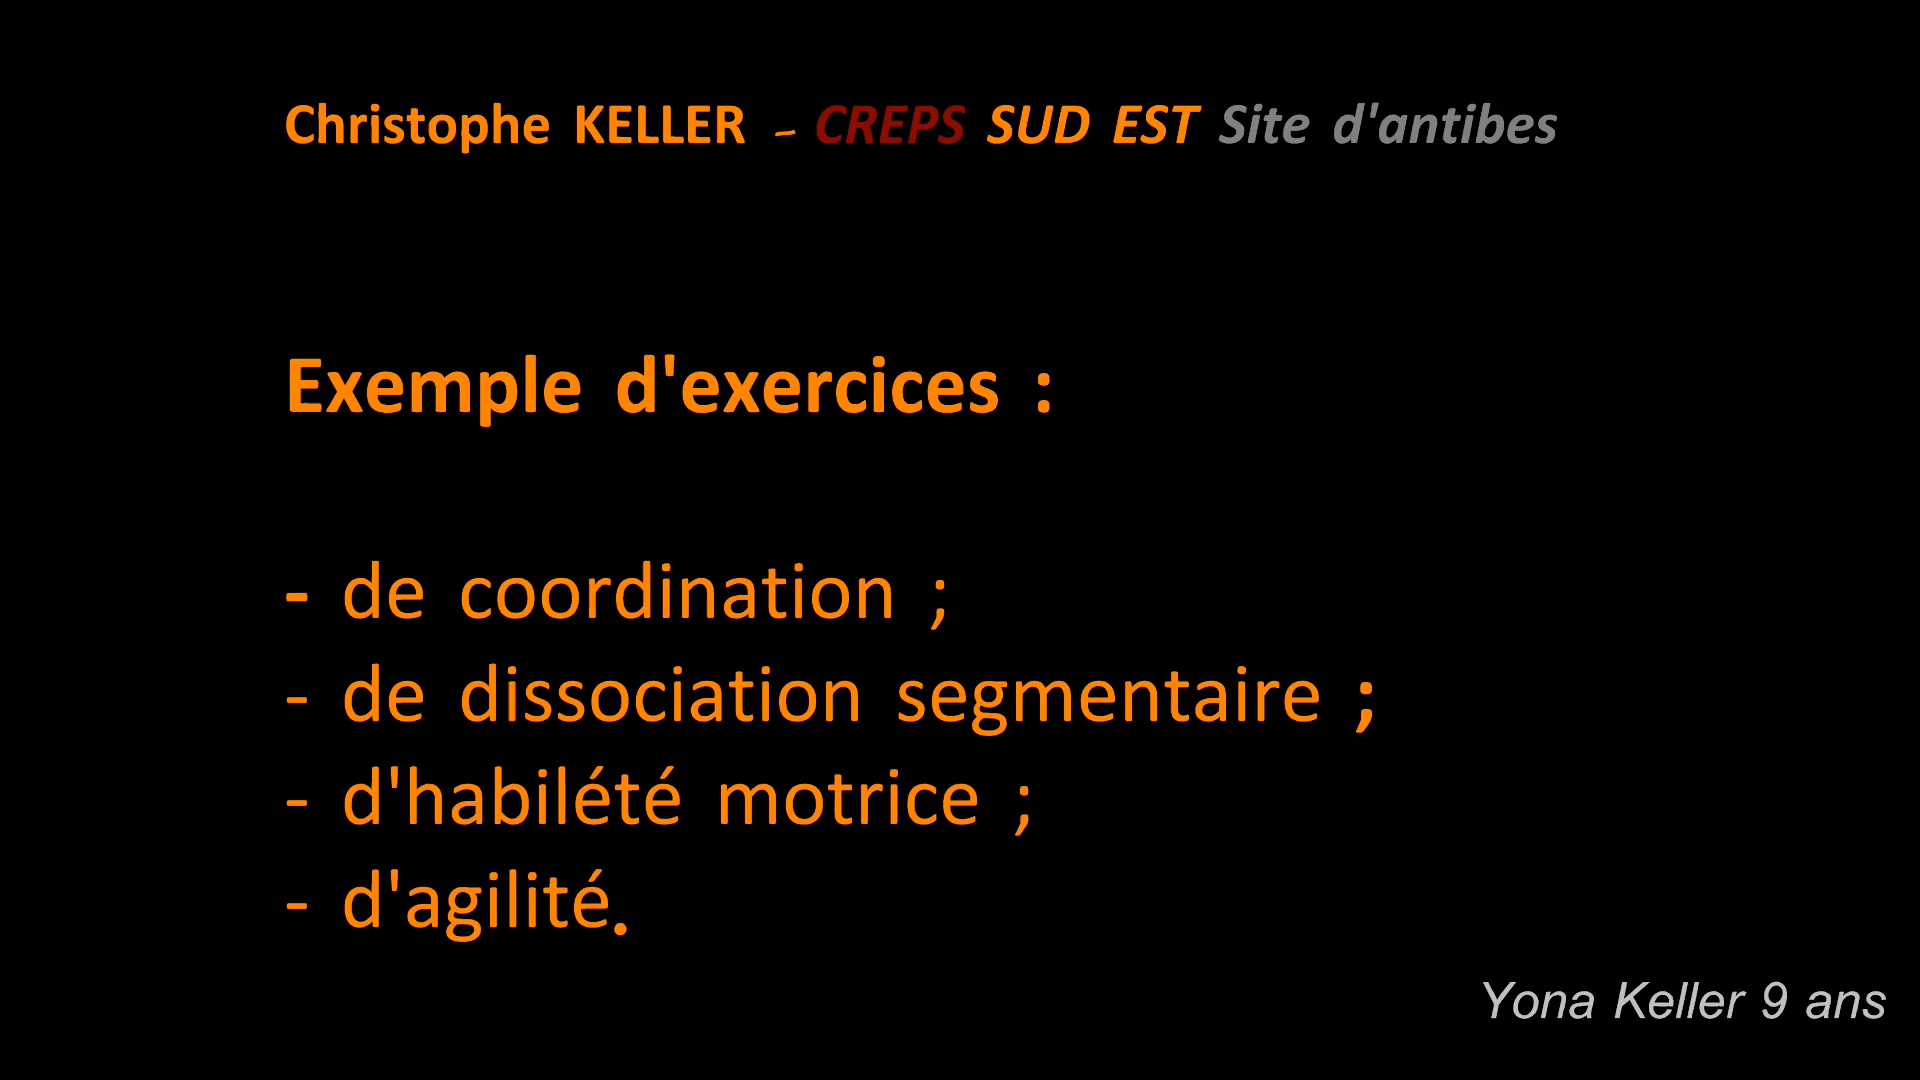 Christophe KELLER - CREPS SUD EST Site d'antibes
Exemple d'exercices :
- de coordination ;
- de dissociation segmentaire ;
- d'habilété motrice ;
- d'agilité.
Yona Keller 9 ans